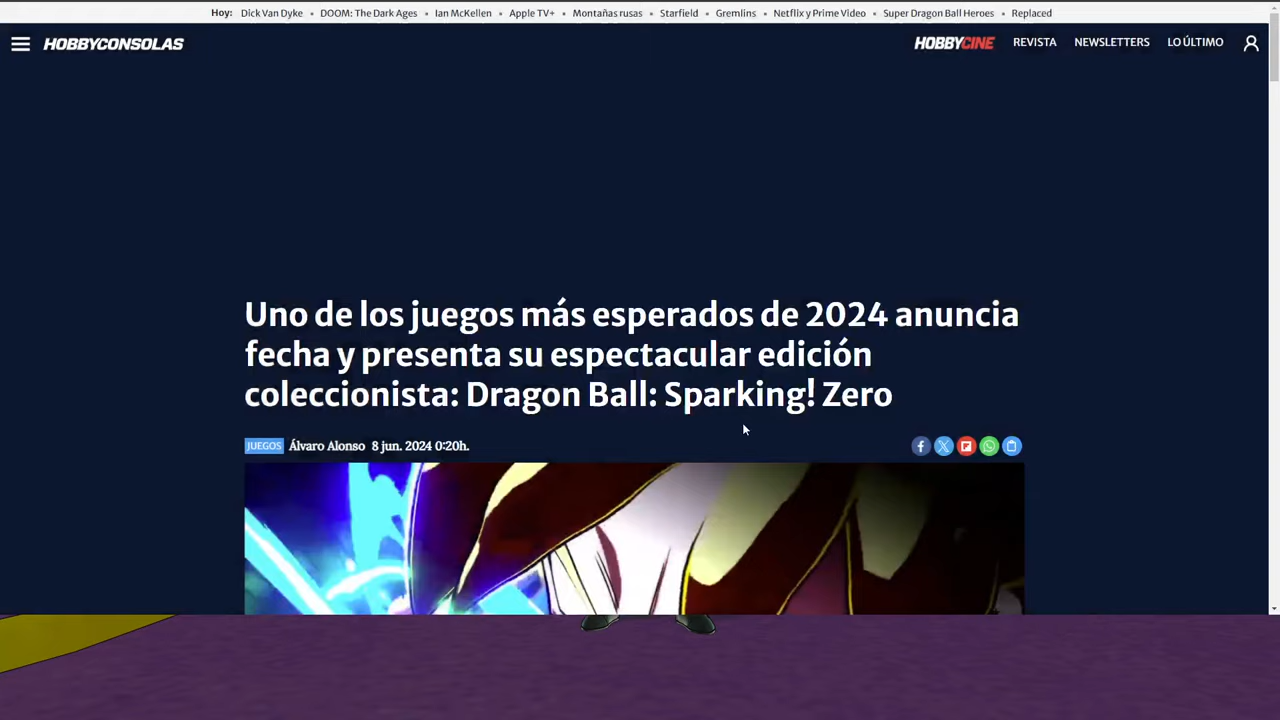 Hoy: Dick Van Dyke • DOOM: The Dark Ages • Ian McKellen • Apple TV+ • Montañas rusas • Starfield • Gremlins • Netflix y Prime Video • Super Dragon Ball Heroes • Replaced
HOBBYCONSOLAS HOBBYCINE REVISTA NEWSLETTERS LO ÚLTIMO
Uno de los juegos más esperados de 2024 anuncia
fecha y presenta su espectacular edición
coleccionista: Dragon Ball: Sparking! Zero
JUEGOS Álvaro Alonso 8 jun. 2024 0:20h.